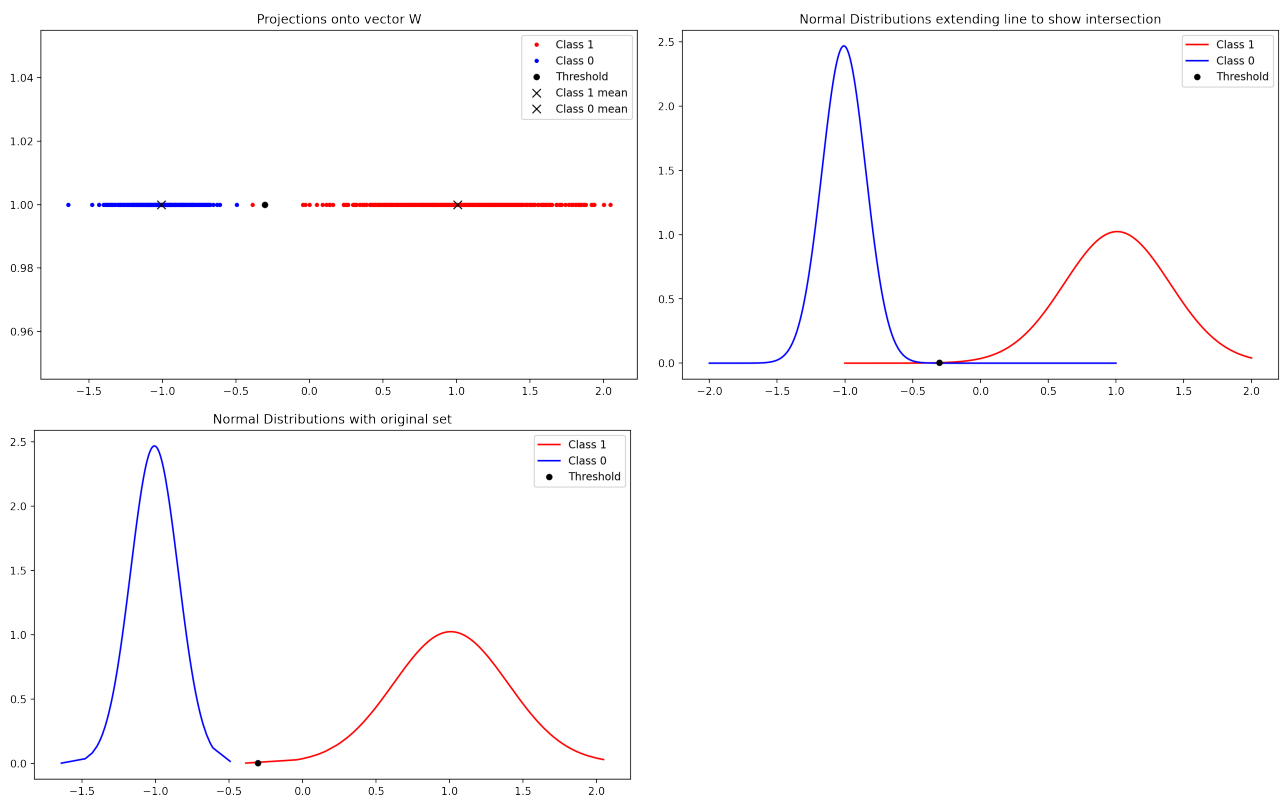 Projections onto vector W
1.04
1.02
1.00
0.98
0.96
−1.5 −1.0 −0.5 0.0 0.5 1.0 1.5 2.0
Class 1
Class 0
Threshold
Class 1 mean
Class 0 mean
Normal Distributions extending line to show intersection
2.5
2.0
1.5
1.0
0.5
0.0
−2.0 −1.5 −1.0 −0.5 0.0 0.5 1.0 1.5 2.0
Class 1
Class 0
Threshold
Normal Distributions with original set
2.5
2.0
1.5
1.0
0.5
0.0
−1.5 −1.0 −0.5 0.0 0.5 1.0 1.5 2.0
Class 1
Class 0
Threshold